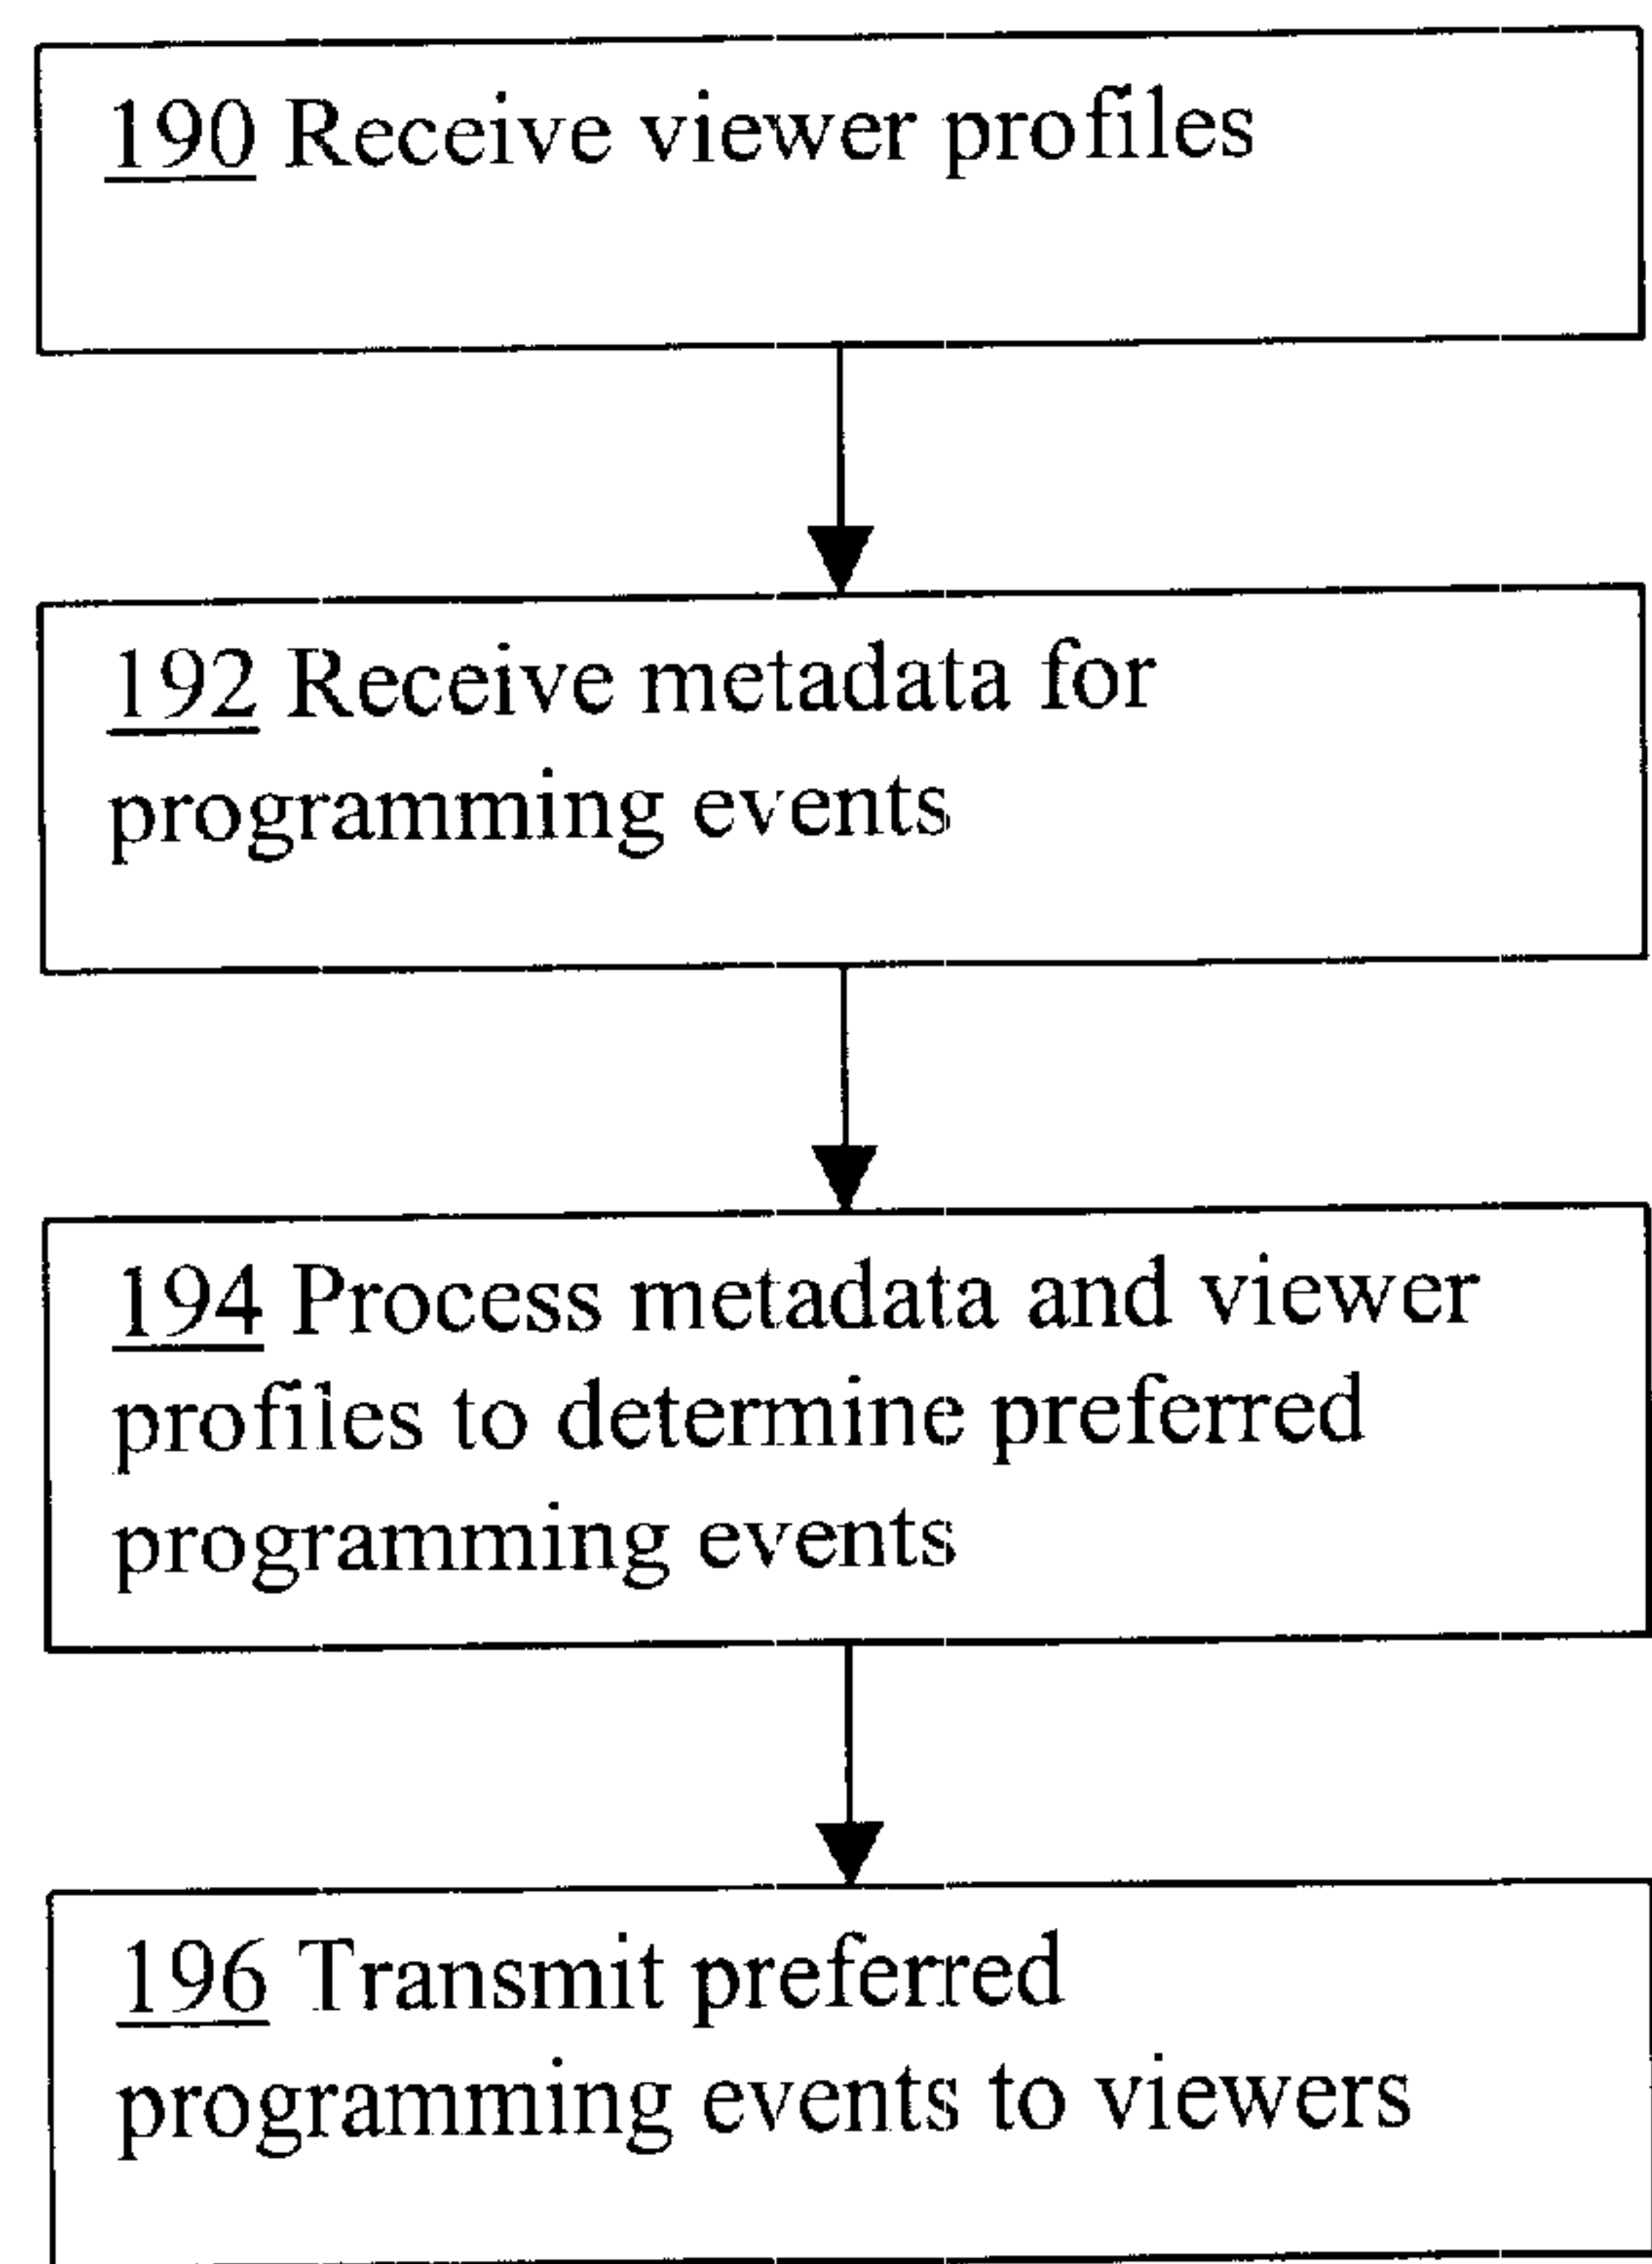 190 Receive viewer profiles
192 Receive metadata for
programming events
194 Process metadata and viewer
profiles to determine preferred
programming events
196 Transmit preferred
programming events to viewers